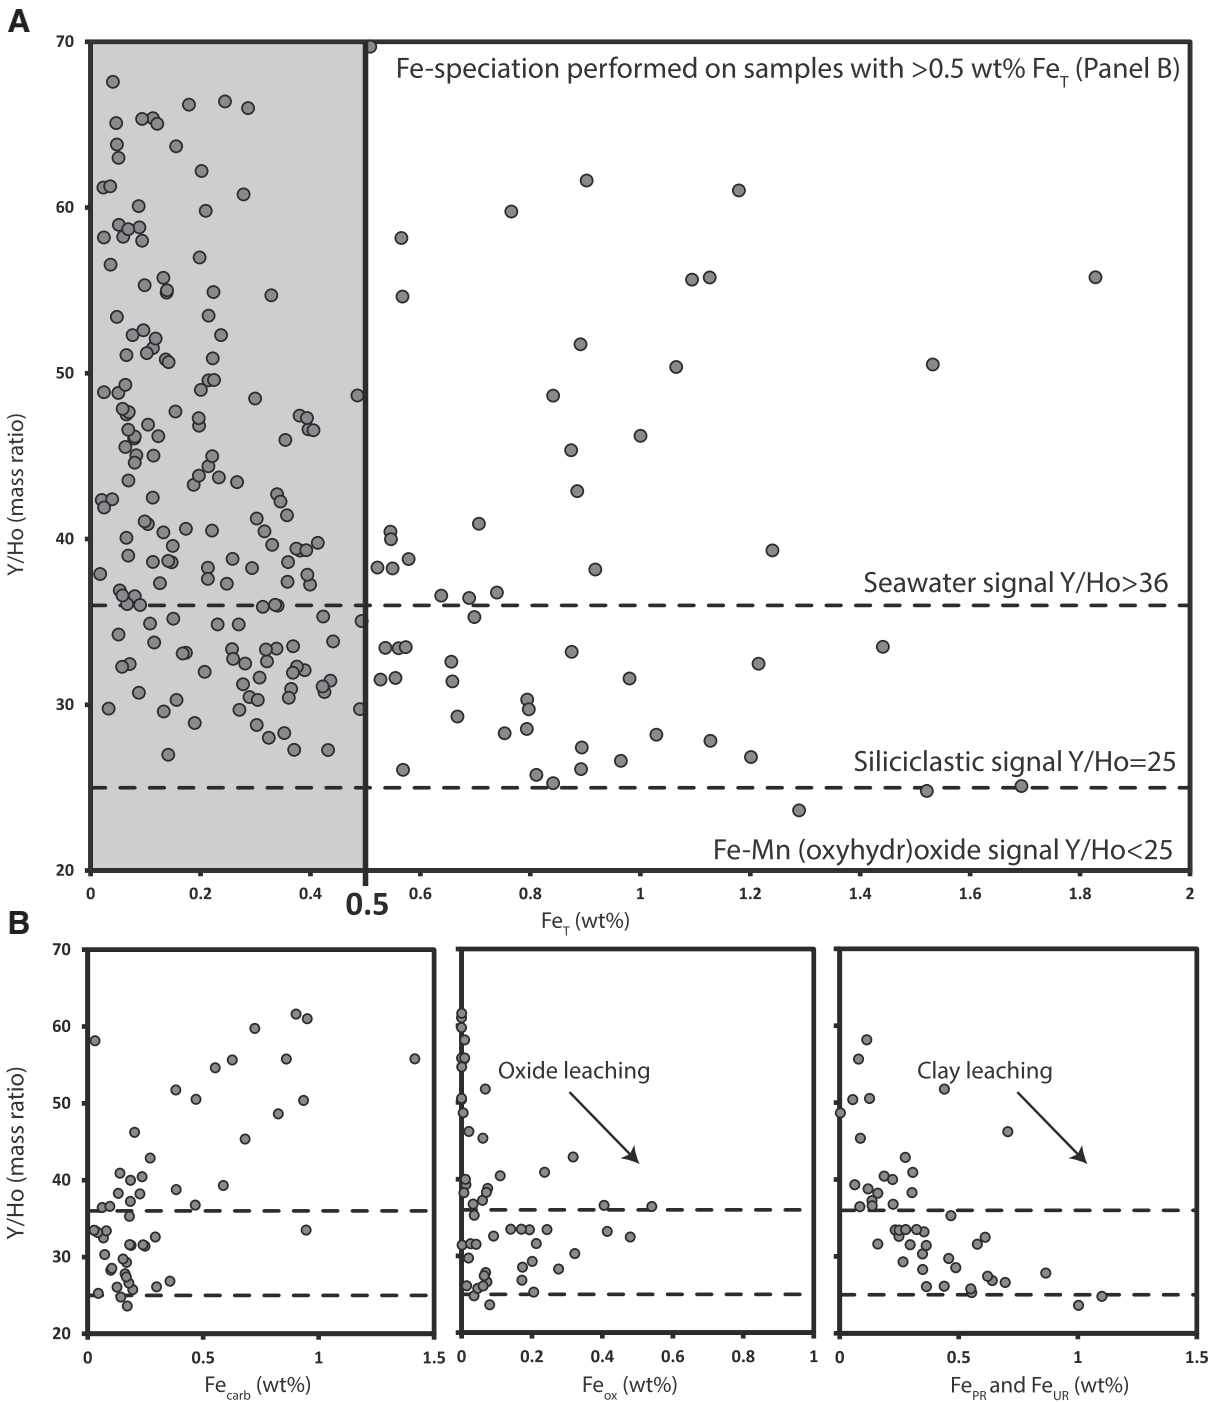 A
70
60
50
40
30
20
Y/Ho (mass ratio)
Fe-speciation performed on samples with >0.5 wt% FeT (Panel B)
Seawater signal Y/Ho>36
Siliciclastic signal Y/Ho=25
Fe-Mn (oxyhydr)oxide signal Y/Ho<25
0 0.2 0.4 0.5 0.6 0.8 1 1.2 1.4 1.6 1.8 2
FeT (wt%)
B
70
60
50
40
30
20
Y/Ho (mass ratio)
Oxide leaching
Clay leaching
0 0.5 1 1.5
0 0.2 0.4 0.6 0.8 1
0 0.5 1 1.5
Fecarb (wt%)
Feox (wt%)
FePR and FeUR (wt%)